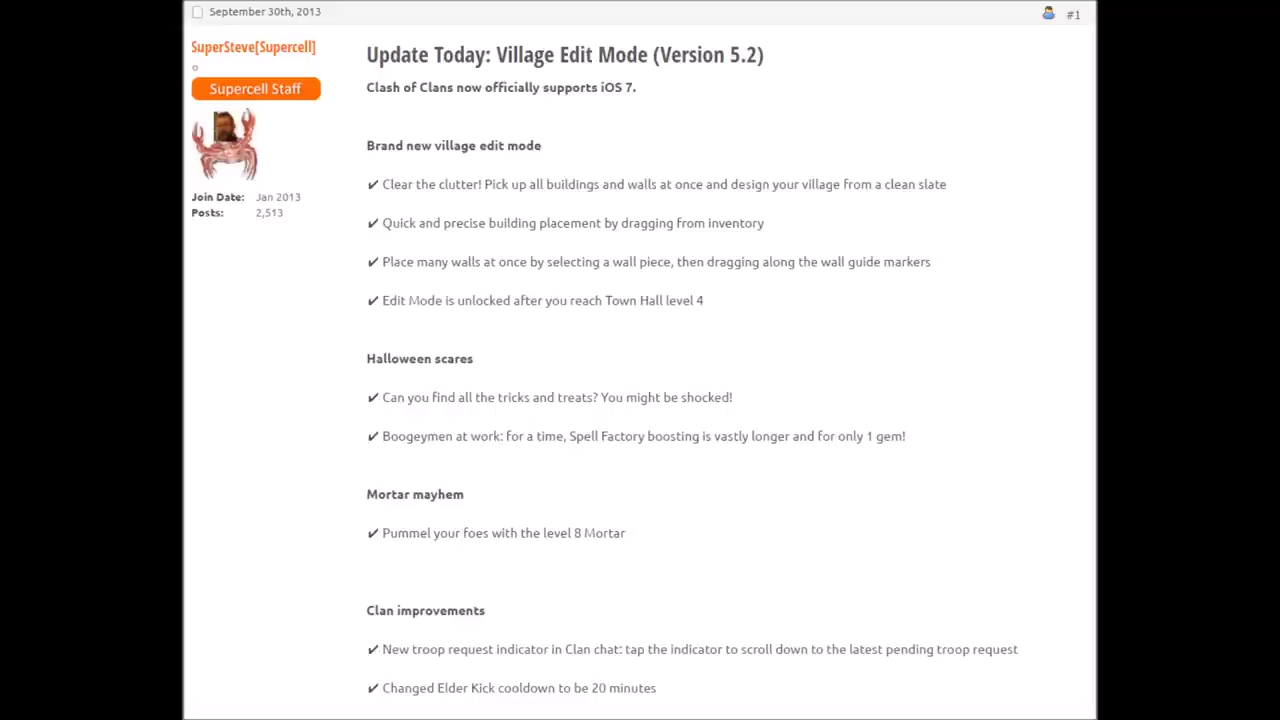 September 30th, 2013
#1
SuperSteve[Supercell]
Supercell Staff
Join Date: Jan 2013
Posts: 2,513
Update Today: Village Edit Mode (Version 5.2)
Clash of Clans now officially supports iOS 7.
Brand new village edit mode
✔ Clear the clutter! Pick up all buildings and walls at once and design your village from a clean slate
✔ Quick and precise building placement by dragging from inventory
✔ Place many walls at once by selecting a wall piece, then dragging along the wall guide markers
✔ Edit Mode is unlocked after you reach Town Hall level 4
Halloween scares
✔ Can you find all the tricks and treats? You might be shocked!
✔ Boogeymen at work: for a time, Spell Factory boosting is vastly longer and for only 1 gem!
Mortar mayhem
✔ Pummel your foes with the level 8 Mortar
Clan improvements
✔ New troop request indicator in Clan chat: tap the indicator to scroll down to the latest pending troop request
✔ Changed Elder Kick cooldown to be 20 minutes